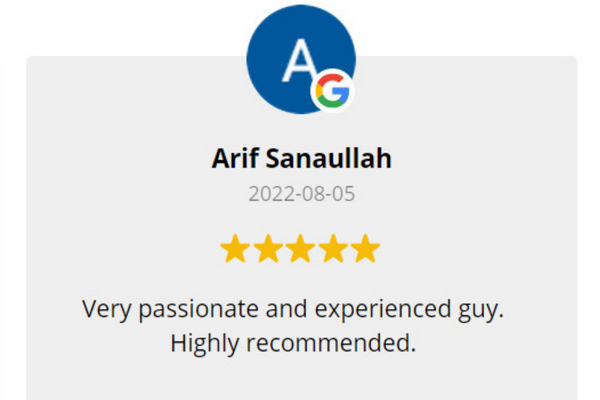 A
G
Arif Sanaullah
2022-08-05
Very passionate and experienced guy.
Highly recommended.